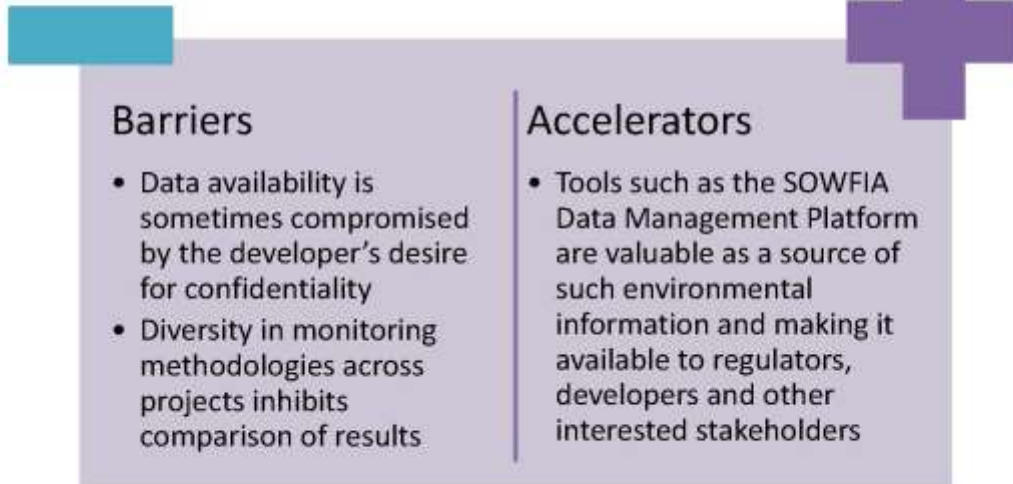 Barriers
• Data availability is
sometimes compromised
by the developer's desire
for confidentiality
• Diversity in monitoring
methodologies across
projects inhibits
comparison of results
Accelerators
• Tools such as the SOWFIA
Data Management Platform
are valuable as a source of
such environmental
information and making it
available to regulators,
developers and other
interested stakeholders